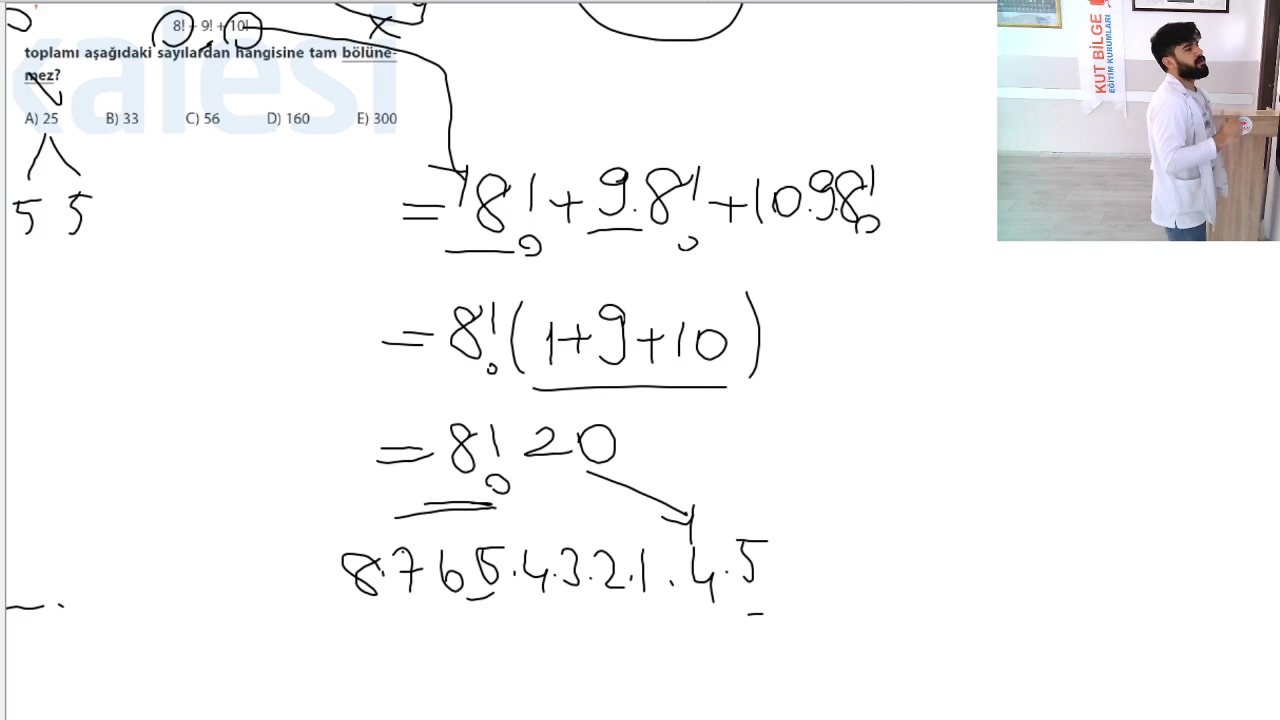 8! + 9! + 10!
toplamı aşağıdaki sayılardan hangisine tam bölüne-
mez?
A) 25 B) 33 C) 56 D) 160 E) 300
5 5
= 8! + 9.8! + 10.9.8!
= 8! (1+9+10)
= 8! 20
8.7 6 5.4.3.2.1.4.5
KUT BİLGE
EĞİTİM KURUMLARI
kalesi